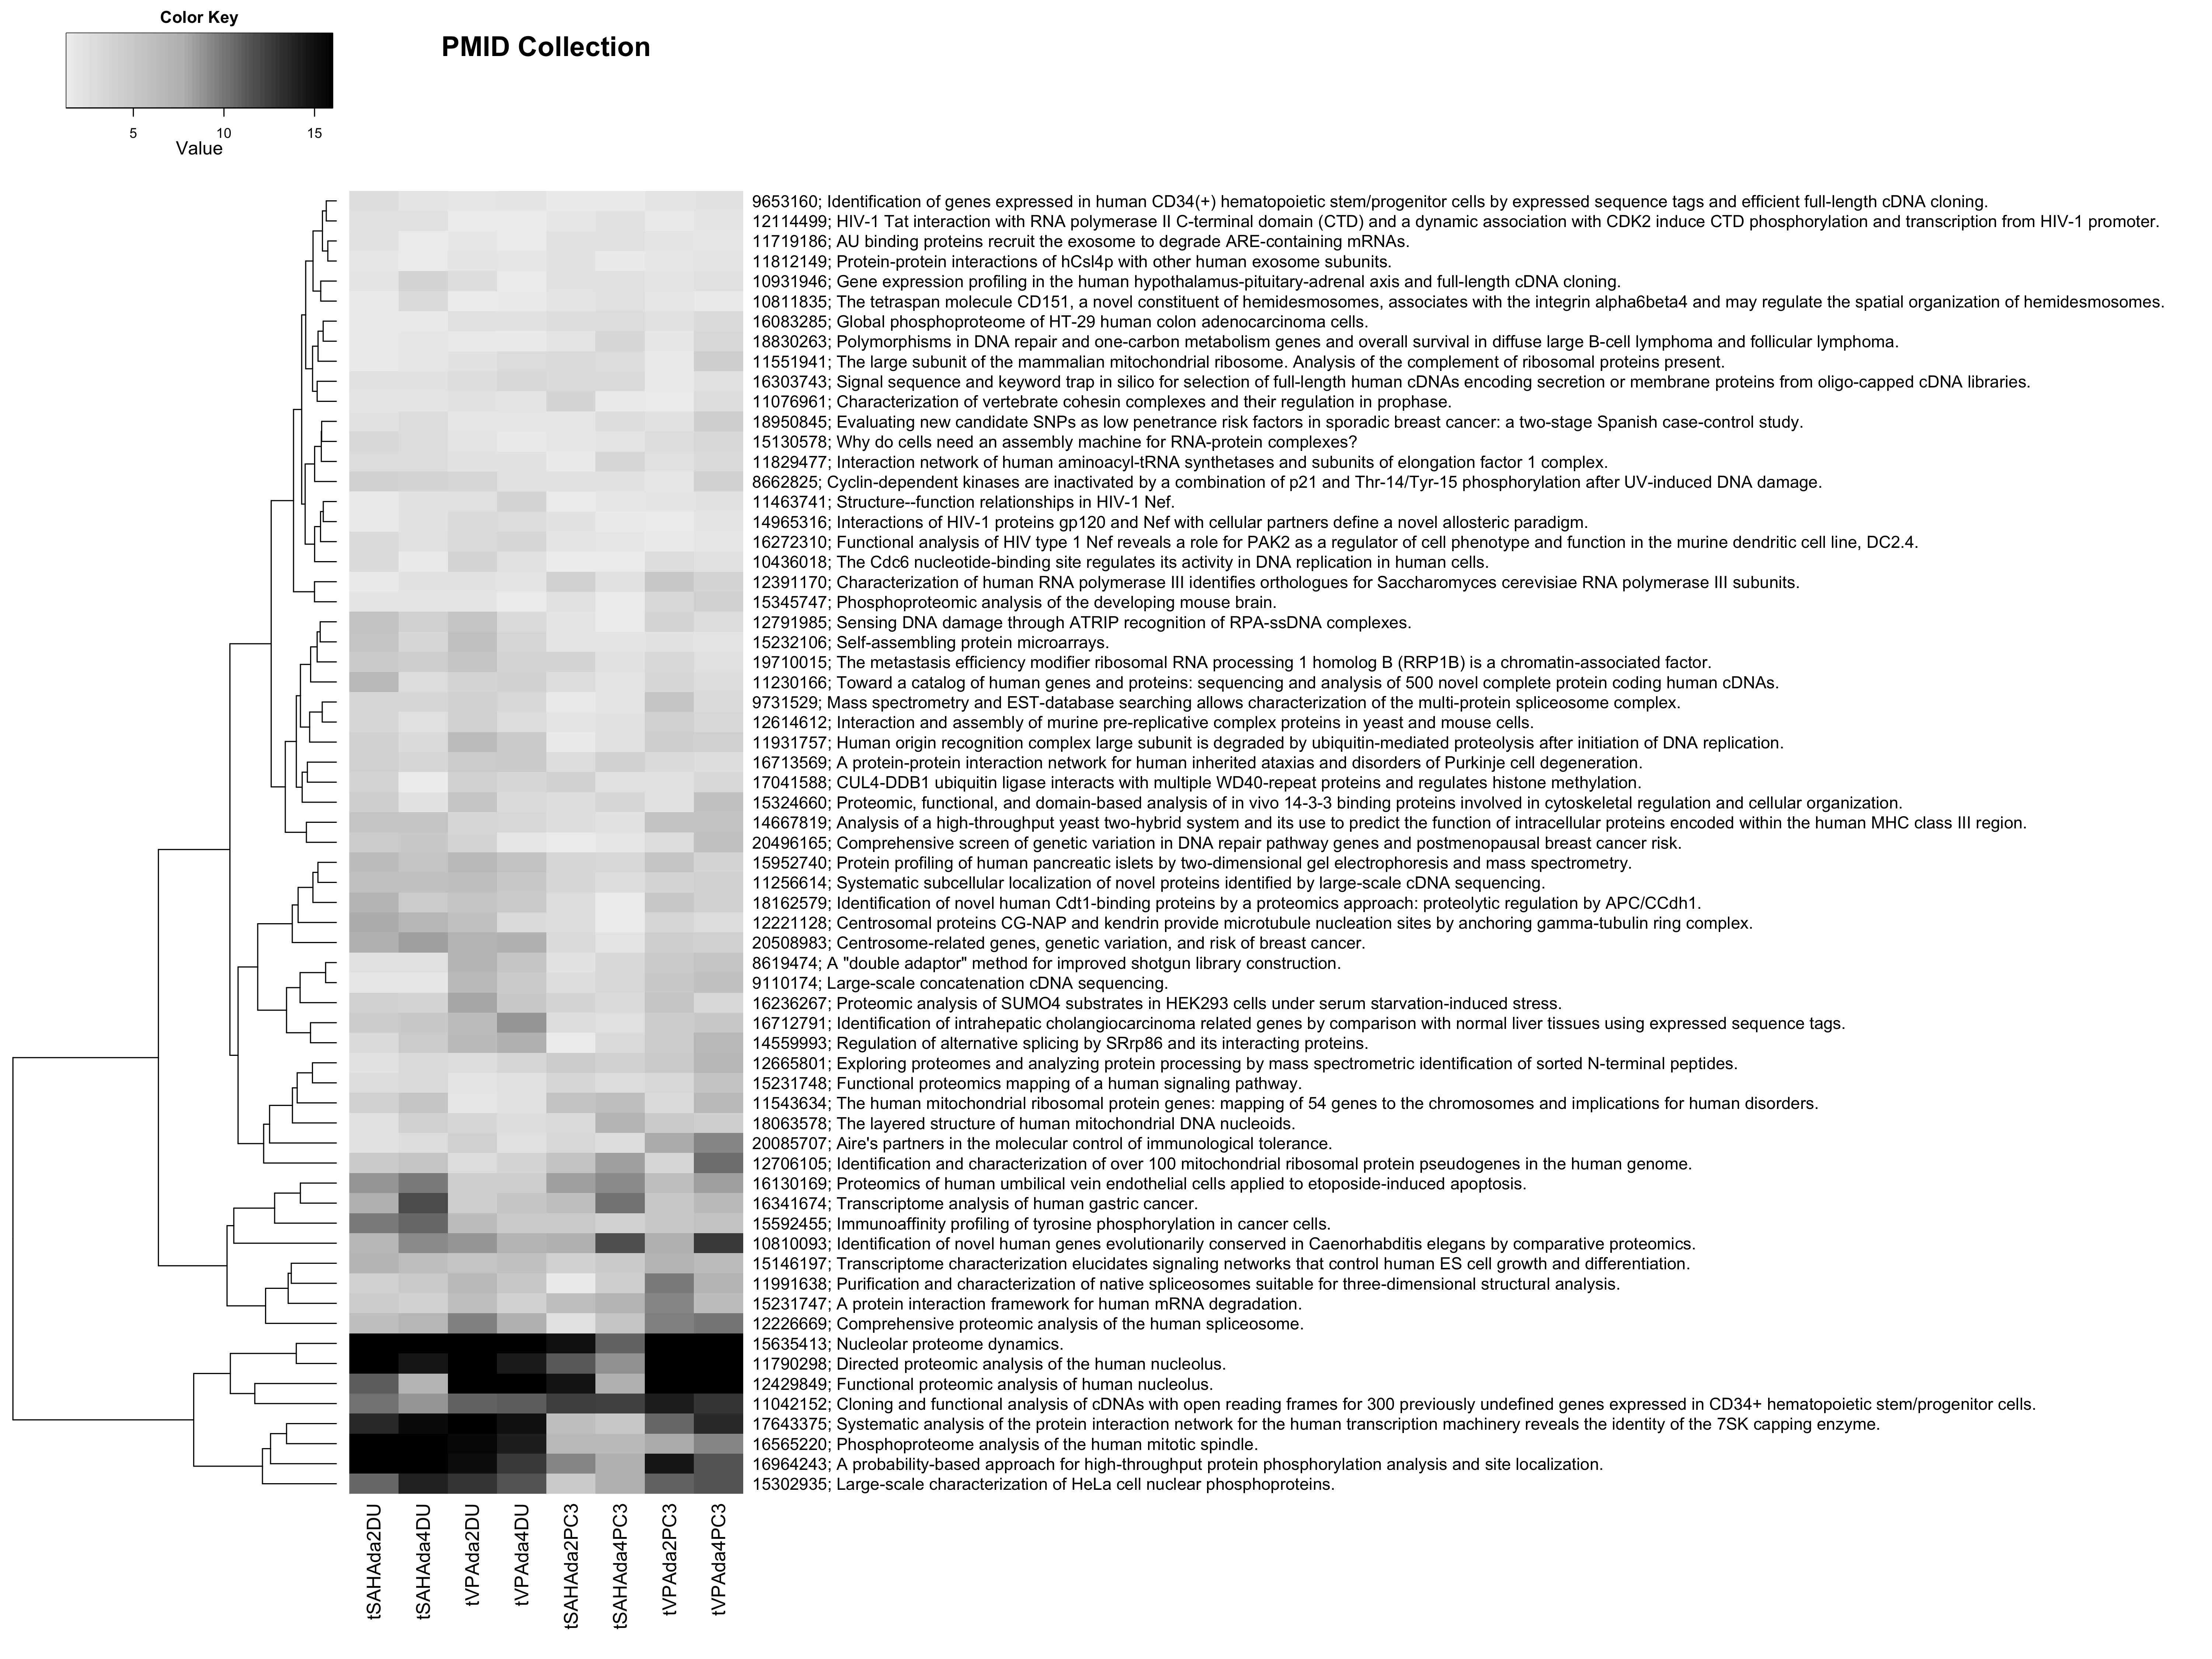 Color Key
PMID Collection
5 10 15
Value
9653160; Identification of genes expressed in human CD34(+) hematopoietic stem/progenitor cells by expressed sequence tags and efficient full-length cDNA cloning.
12114499; HIV-1 Tat interaction with RNA polymerase II C-terminal domain (CTD) and a dynamic association with CDK2 induce CTD phosphorylation and transcription from HIV-1 promoter.
11719186; AU binding proteins recruit the exosome to degrade ARE-containing mRNAs.
11812149; Protein-protein interactions of hCsl4p with other human exosome subunits.
10931946; Gene expression profiling in the human hypothalamus-pituitary-adrenal axis and full-length cDNA cloning.
10811835; The tetraspan molecule CD151, a novel constituent of hemidesmosomes, associates with the integrin alpha6beta4 and may regulate the spatial organization of hemidesmosomes.
16083285; Global phosphoproteome of HT-29 human colon adenocarcinoma cells.
18830263; Polymorphisms in DNA repair and one-carbon metabolism genes and overall survival in diffuse large B-cell lymphoma and follicular lymphoma.
11551941; The large subunit of the mammalian mitochondrial ribosome. Analysis of the complement of ribosomal proteins present.
16303743; Signal sequence and keyword trap in silico for selection of full-length human cDNAs encoding secretion or membrane proteins from oligo-capped cDNA libraries.
11076961; Characterization of vertebrate cohesin complexes and their regulation in prophase.
18950845; Evaluating new candidate SNPs as low penetrance risk factors in sporadic breast cancer: a two-stage Spanish case-control study.
15130578; Why do cells need an assembly machine for RNA-protein complexes?
11829477; Interaction network of human aminoacyl-tRNA synthetases and subunits of elongation factor 1 complex.
8662825; Cyclin-dependent kinases are inactivated by a combination of p21 and Thr-14/Tyr-15 phosphorylation after UV-induced DNA damage.
11463741; Structure--function relationships in HIV-1 Nef.
14965316; Interactions of HIV-1 proteins gp120 and Nef with cellular partners define a novel allosteric paradigm.
16272310; Functional analysis of HIV type 1 Nef reveals a role for PAK2 as a regulator of cell phenotype and function in the murine dendritic cell line, DC2.4.
10436018; The Cdc6 nucleotide-binding site regulates its activity in DNA replication in human cells.
12391170; Characterization of human RNA polymerase III identifies orthologues for Saccharomyces cerevisiae RNA polymerase III subunits.
15345747; Phosphoproteomic analysis of the developing mouse brain.
12791985; Sensing DNA damage through ATRIP recognition of RPA-ssDNA complexes.
15232106; Self-assembling protein microarrays.
19710015; The metastasis efficiency modifier ribosomal RNA processing 1 homolog B (RRP1B) is a chromatin-associated factor.
11230166; Toward a catalog of human genes and proteins: sequencing and analysis of 500 novel complete protein coding human cDNAs.
9731529; Mass spectrometry and EST-database searching allows characterization of the multi-protein spliceosome complex.
12614612; Interaction and assembly of murine pre-replicative complex proteins in yeast and mouse cells.
11931757; Human origin recognition complex large subunit is degraded by ubiquitin-mediated proteolysis after initiation of DNA replication.
16713569; A protein-protein interaction network for human inherited ataxias and disorders of Purkinje cell degeneration.
17041588; CUL4-DDB1 ubiquitin ligase interacts with multiple WD40-repeat proteins and regulates histone methylation.
15324660; Proteomic, functional, and domain-based analysis of in vivo 14-3-3 binding proteins involved in cytoskeletal regulation and cellular organization.
14667819; Analysis of a high-throughput yeast two-hybrid system and its use to predict the function of intracellular proteins encoded within the human MHC class III region.
20496165; Comprehensive screen of genetic variation in DNA repair pathway genes and postmenopausal breast cancer risk.
15952740; Protein profiling of human pancreatic islets by two-dimensional gel electrophoresis and mass spectrometry.
11256614; Systematic subcellular localization of novel proteins identified by large-scale cDNA sequencing.
18162579; Identification of novel human Cdt1-binding proteins by a proteomics approach: proteolytic regulation by APC/CCdh1.
12221128; Centrosomal proteins CG-NAP and kendrin provide microtubule nucleation sites by anchoring gamma-tubulin ring complex.
20508983; Centrosome-related genes, genetic variation, and risk of breast cancer.
8619474; A "double adaptor" method for improved shotgun library construction.
9110174; Large-scale concatenation cDNA sequencing.
16236267; Proteomic analysis of SUMO4 substrates in HEK293 cells under serum starvation-induced stress.
16712791; Identification of intrahepatic cholangiocarcinoma related genes by comparison with normal liver tissues using expressed sequence tags.
14559993; Regulation of alternative splicing by SRrp86 and its interacting proteins.
12665801; Exploring proteomes and analyzing protein processing by mass spectrometric identification of sorted N-terminal peptides.
15231748; Functional proteomics mapping of a human signaling pathway.
11543634; The human mitochondrial ribosomal protein genes: mapping of 54 genes to the chromosomes and implications for human disorders.
18063578; The layered structure of human mitochondrial DNA nucleoids.
20085707; Aire's partners in the molecular control of immunological tolerance.
12706105; Identification and characterization of over 100 mitochondrial ribosomal protein pseudogenes in the human genome.
16130169; Proteomics of human umbilical vein endothelial cells applied to etoposide-induced apoptosis.
16341674; Transcriptome analysis of human gastric cancer.
15592455; Immunoaffinity profiling of tyrosine phosphorylation in cancer cells.
10810093; Identification of novel human genes evolutionarily conserved in Caenorhabditis elegans by comparative proteomics.
15146197; Transcriptome characterization elucidates signaling networks that control human ES cell growth and differentiation.
11991638; Purification and characterization of native spliceosomes suitable for three-dimensional structural analysis.
15231747; A protein interaction framework for human mRNA degradation.
12226669; Comprehensive proteomic analysis of the human spliceosome.
15635413; Nucleolar proteome dynamics.
11790298; Directed proteomic analysis of the human nucleolus.
12429849; Functional proteomic analysis of human nucleolus.
11042152; Cloning and functional analysis of cDNAs with open reading frames for 300 previously undefined genes expressed in CD34+ hematopoietic stem/progenitor cells.
17643375; Systematic analysis of the protein interaction network for the human transcription machinery reveals the identity of the 7SK capping enzyme.
16565220; Phosphoproteome analysis of the human mitotic spindle.
16964243; A probability-based approach for high-throughput protein phosphorylation analysis and site localization.
15302935; Large-scale characterization of HeLa cell nuclear phosphoproteins.
tSAHAda2DU
tSAHAda4DU
tVPAda2DU
tVPAda4DU
tSAHAda2PC3
tSAHAda4PC3
tVPAda2PC3
tVPAda4PC3